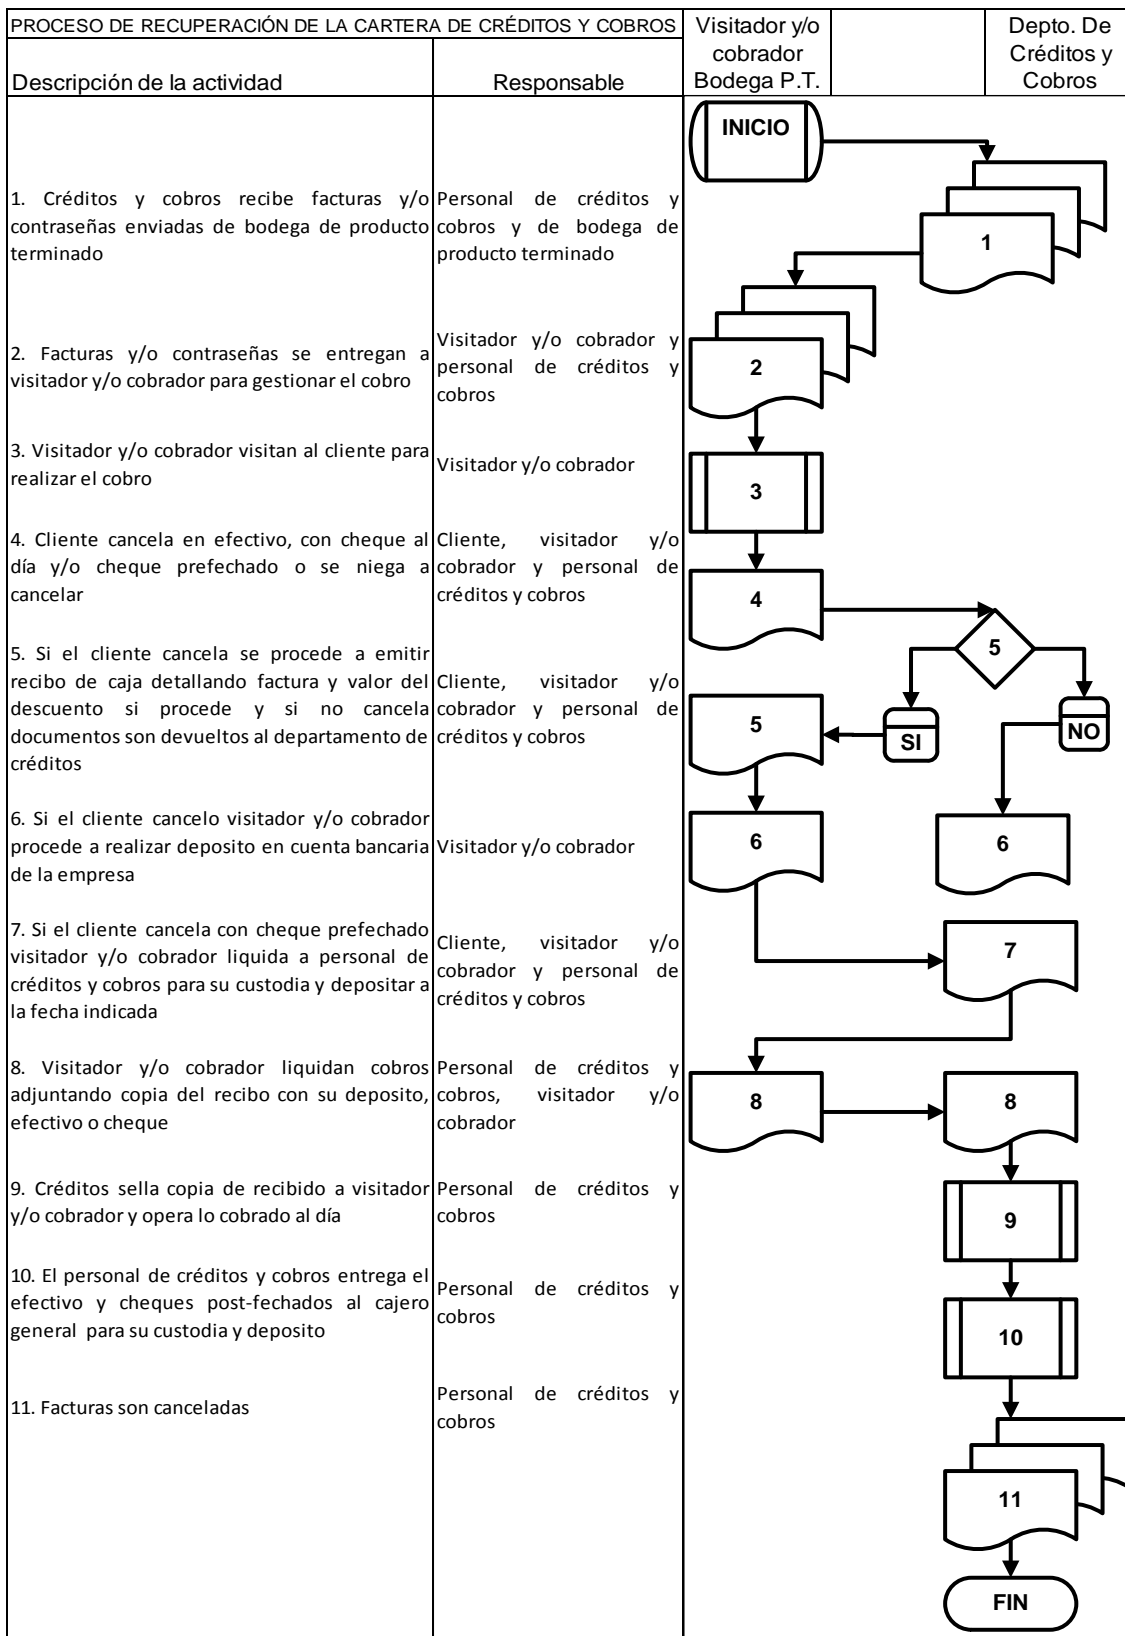 PROCESO DE RECUPERACIÓN DE LA CARTERA DE CRÉDITOS Y COBROS
Descripción de la actividad
Responsable
Visitador y/o
cobrador
Bodega P.T.
Depto. De
Créditos y
Cobros
1. Créditos y cobros recibe facturas y/o
contraseñas enviadas de bodega de producto
terminado
Personal de créditos y
cobros y de bodega de
producto terminado
2. Facturas y/o contraseñas se entregan a
visitador y/o cobrador para gestionar el cobro
Visitador y/o cobrador y
personal de créditos y
cobros
3. Visitador y/o cobrador visitan al cliente para
realizar el cobro
Visitador y/o cobrador
4. Cliente cancela en efectivo, con cheque al
día y/o cheque prefechado o se niega a
cancelar
Cliente, visitador y/o
cobrador y personal de
créditos y cobros
5. Si el cliente cancela se procede a emitir
recibo de caja detallando factura y valor del
descuento si procede y si no cancela
documentos son devueltos al departamento de
créditos
Cliente, visitador y/o
cobrador y personal de
créditos y cobros
6. Si el cliente cancelo visitador y/o cobrador
procede a realizar deposito en cuenta bancaria
de la empresa
Visitador y/o cobrador
7. Si el cliente cancela con cheque prefechado
visitador y/o cobrador liquida a personal de
créditos y cobros para su custodia y depositar a
la fecha indicada
Cliente, visitador y/o
cobrador y personal de
créditos y cobros
8. Visitador y/o cobrador liquidan cobros
adjuntando copia del recibo con su deposito,
efectivo o cheque
Personal de créditos y
cobros, visitador y/o
cobrador
9. Créditos sella copia de recibido a visitador
y/o cobrador y opera lo cobrado al día
Personal de créditos y
cobros
10. El personal de créditos y cobros entrega el
efectivo y cheques post-fechados al cajero
general para su custodia y deposito
Personal de créditos y
cobros
11. Facturas son canceladas
Personal de créditos y
cobros
INICIO
1
2
3
4
5
5
SI
NO
6
6
7
8
8
9
10
11
FIN